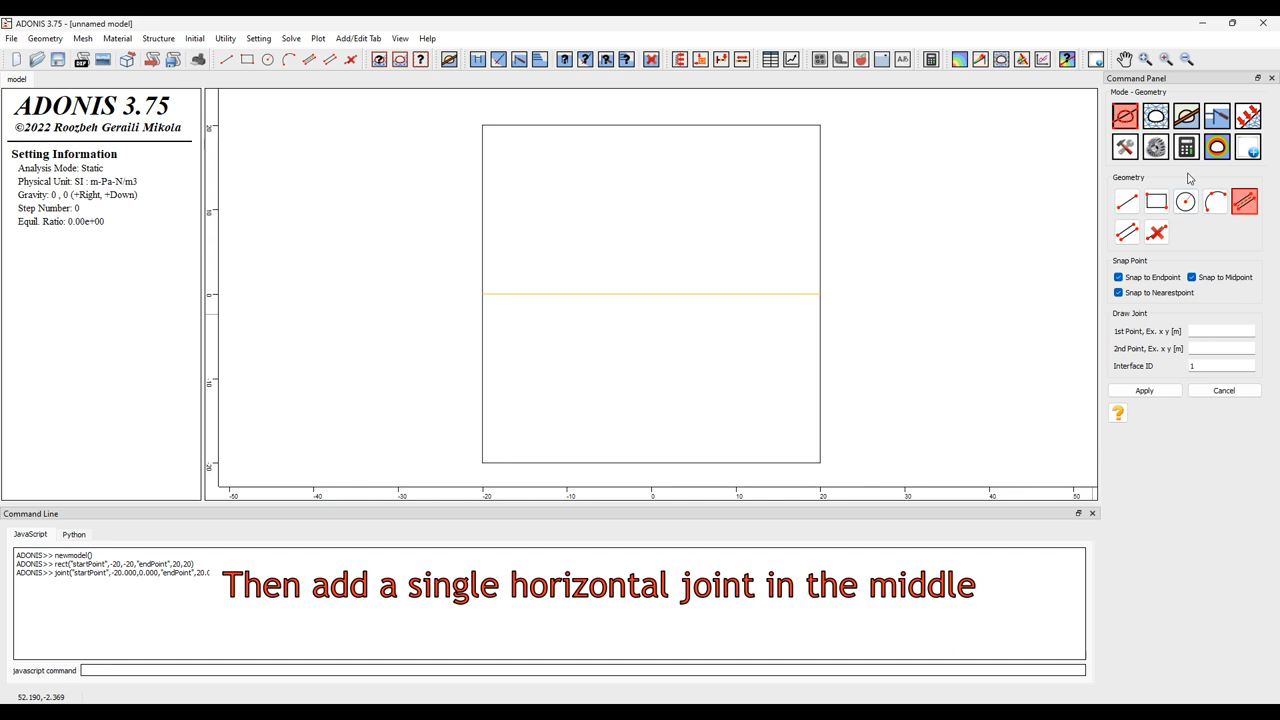 ADONIS 3.75 - [unnamed model]
File Geometry Mesh Material Structure Initial Utility Setting Solve Plot Add/Edit Tab View Help
model
Command Panel
ADONIS 3.75
©2022 Roozbeh Geraili Mikola
Setting Information
Analysis Mode: Static
Physical Unit: SI : m-Pa-N/m3
Gravity: 0 , 0 (+Right, +Down)
Step Number: 0
Equil. Ratio: 0.00e+00
20
10
0
-10
-20
-50 -40 -30 -20 -10 0 10 20 30 40 50
Mode - Geometry
Geometry
Snap Point
Snap to Endpoint Snap to Midpoint
Snap to Nearestpoint
Draw Joint
1st Point, Ex. x y [m]
2nd Point, Ex. x y [m]
Interface ID 1
Apply Cancel
Command Line
JavaScript Python
ADONIS>> newmodel()
ADONIS>> rect("startPoint",-20,-20,"endPoint",20,20)
ADONIS>> joint("startPoint",-20.000,0.000,"endPoint",20.0
Then add a single horizontal joint in the middle
javascript command
52.190,-2.369